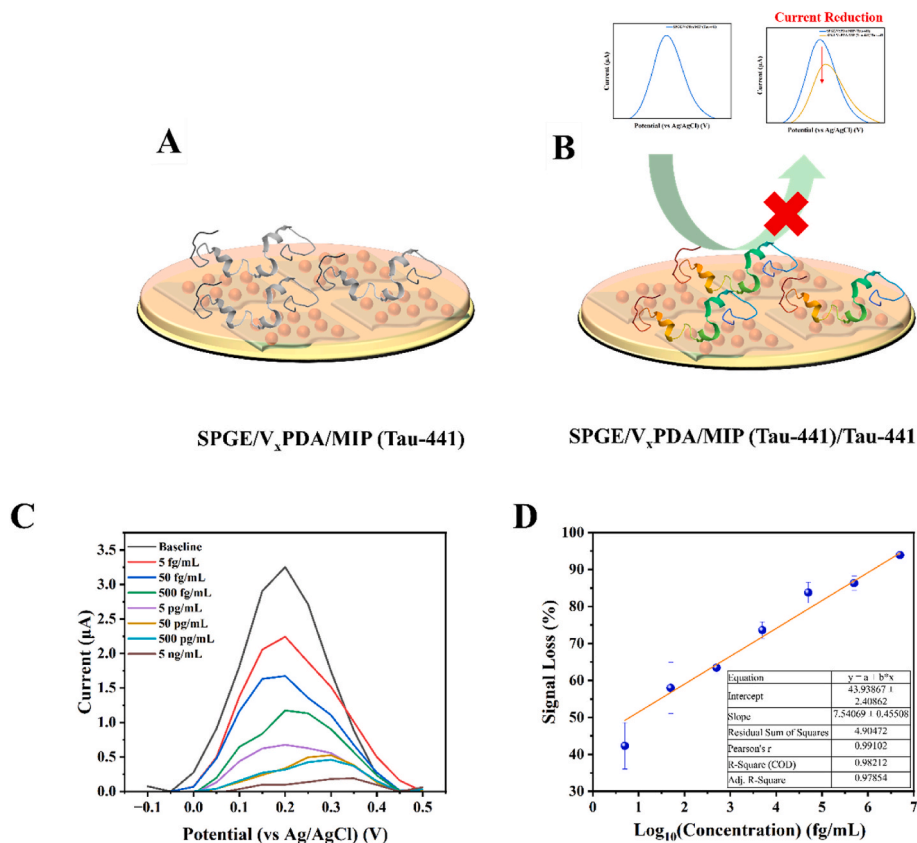 Current Reduction
Current (µA)
Potential (vs Ag/AgCl) (V)
Current (µA)
Potential (vs Ag/AgCl) (V)
A
B
SPGE/VₓPDA/MIP (Tau-441)
SPGE/VₓPDA/MIP (Tau-441)/Tau-441
C
Baseline
5 fg/mL
50 fg/mL
500 fg/mL
5 pg/mL
50 pg/mL
500 pg/mL
5 ng/mL
3.5
3.0
2.5
2.0
1.5
1.0
0.5
0.0
Current (µA)
−0.1 0.0 0.1 0.2 0.3 0.4 0.5
Potential (vs Ag/AgCl) (V)
D
100
90
80
70
60
50
40
30
Signal Loss (%)
Equation y = a + b*x
Intercept 43.93867 ± 2.40862
Slope 7.54069 ± 0.45508
Residual Sum of Squares 4.90472
Pearson's r 0.99102
R-Square (COD) 0.98212
Adj. R-Square 0.97854
0 1 2 3 4 5 6 7
Log₁₀(Concentration) (fg/mL)